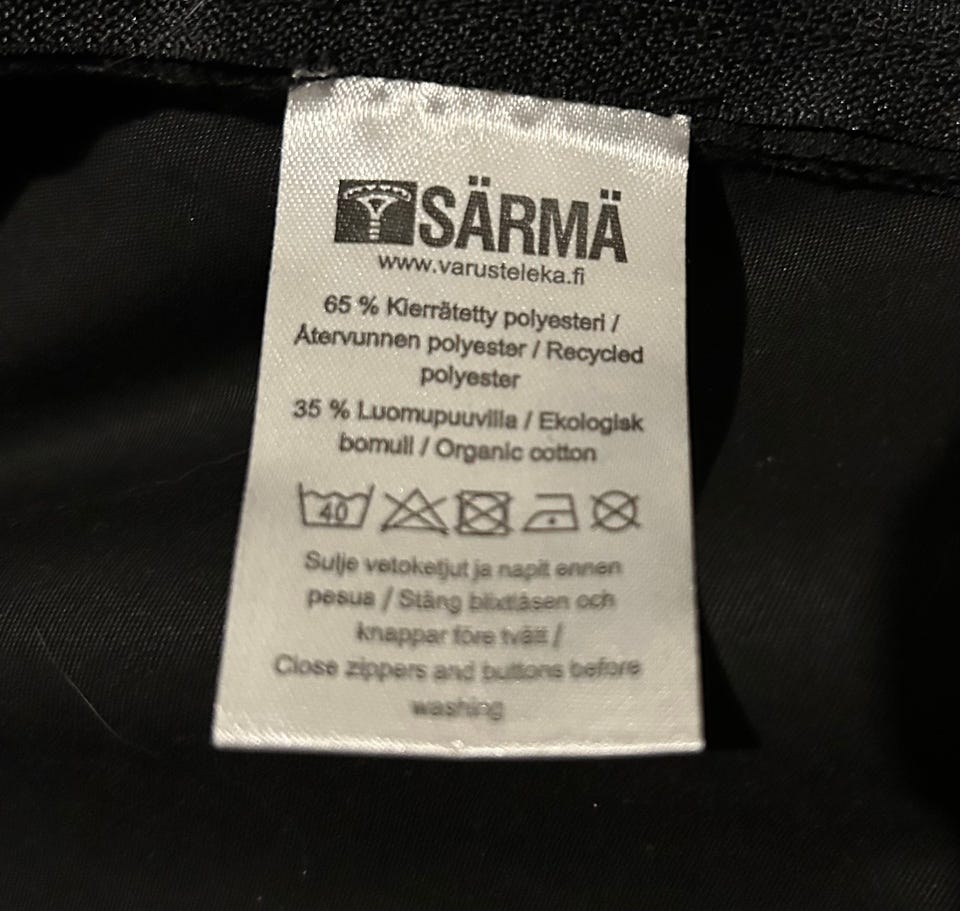 SÄRMÄ
www.varusteleka.fi
65 % Kierrätetty polyesteri /
Återvunnen polyester / Recycled
polyester
35 % Luomupuuvilla / Ekologisk
bomull / Organic cotton
40
Sulje vetoketjut ja napit ennen
pesua / Stäng blixtlåsen och
knappar före tvätt /
Close zippers and buttons before
washing